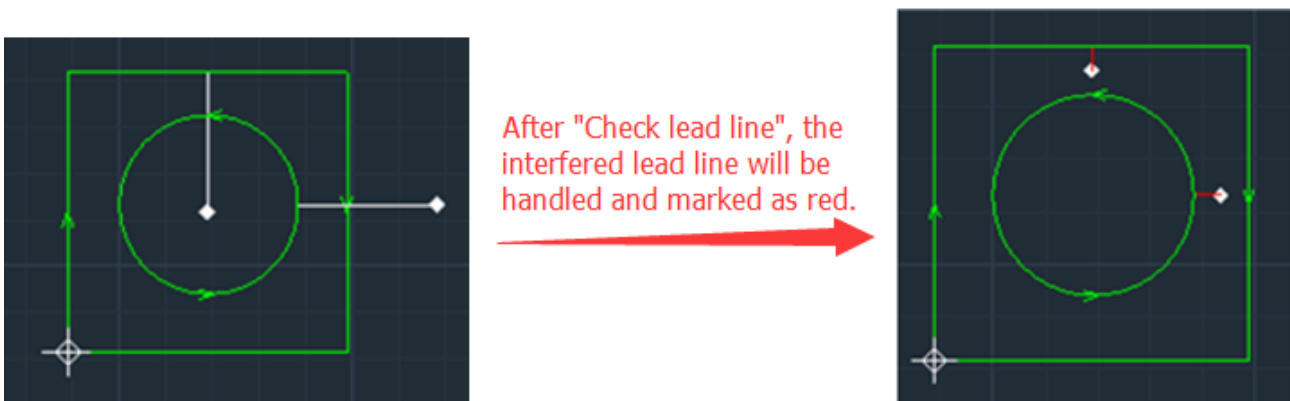 After "Check lead line", the
interfered lead line will be
handled and marked as red.